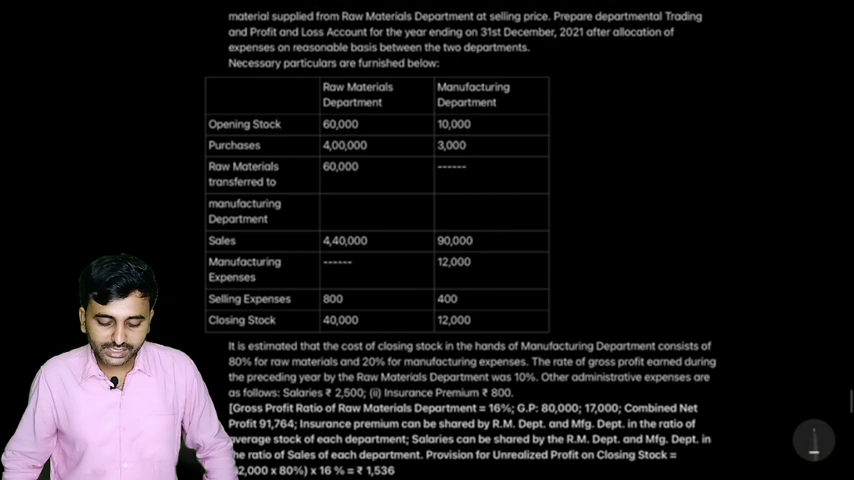 material supplied from Raw Materials Department at selling price. Prepare departmental Trading
and Profit and Loss Account for the year ending on 31st December, 2021 after allocation of
expenses on reasonable basis between the two departments.
Necessary particulars are furnished below:
Raw Materials Department Manufacturing Department
Opening Stock 60,000 10,000
Purchases 4,00,000 3,000
Raw Materials transferred to 60,000 ------
manufacturing Department
Sales 4,40,000 90,000
Manufacturing Expenses ------ 12,000
Selling Expenses 800 400
Closing Stock 40,000 12,000
It is estimated that the cost of closing stock in the hands of Manufacturing Department consists of
80% for raw materials and 20% for manufacturing expenses. The rate of gross profit earned during
the preceding year by the Raw Materials Department was 10%. Other administrative expenses are
as follows: Salaries ₹ 2,500; (ii) Insurance Premium ₹ 800.
[Gross Profit Ratio of Raw Materials Department = 16%; G.P: 80,000; 17,000; Combined Net
Profit 91,764; Insurance premium can be shared by R.M. Dept. and Mfg. Dept. in the ratio of
average stock of each department; Salaries can be shared by the R.M. Dept. and Mfg. Dept. in
the ratio of Sales of each department. Provision for Unrealized Profit on Closing Stock =
2,000 x 80%) x 16 % = ₹ 1,536